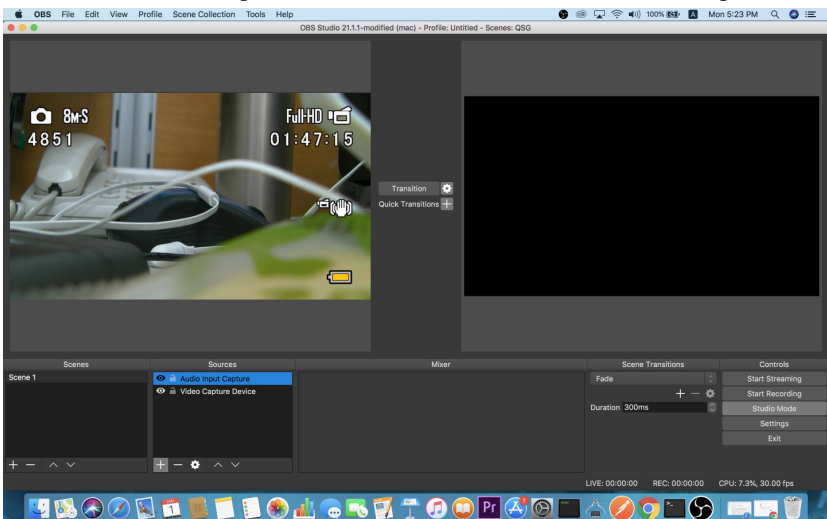 OBS File Edit View Profile Scene Collection Tools Help 100% A Mon 5:23 PM
OBS Studio 21.1.1-modified (mac) - Profile: Untitled - Scenes: QSG
8M-S Full-HD
4851 01:47:15
Transition
Quick Transitions
Scenes Sources Mixer Scene Transitions Controls
Scene 1 Audio Input Capture Fade Start Streaming
Video Capture Device Start Recording
Duration 300ms Studio Mode
Settings
Exit
LIVE: 00:00:00 REC: 00:00:00 CPU: 7.3%, 30.00 fps
Pr